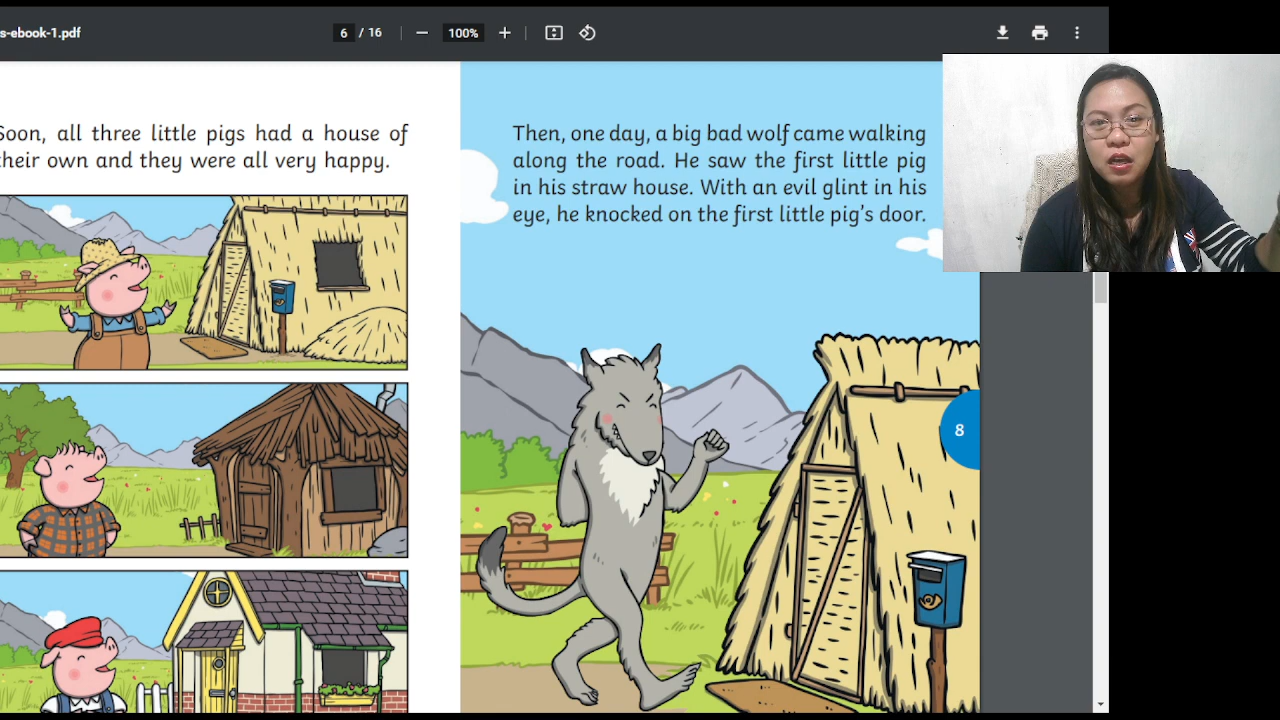 s-ebook-1.pdf
6 / 16
100%
Soon, all three little pigs had a house of
their own and they were all very happy.
Then, one day, a big bad wolf came walking
along the road. He saw the first little pig
in his straw house. With an evil glint in his
eye, he knocked on the first little pig's door.
8